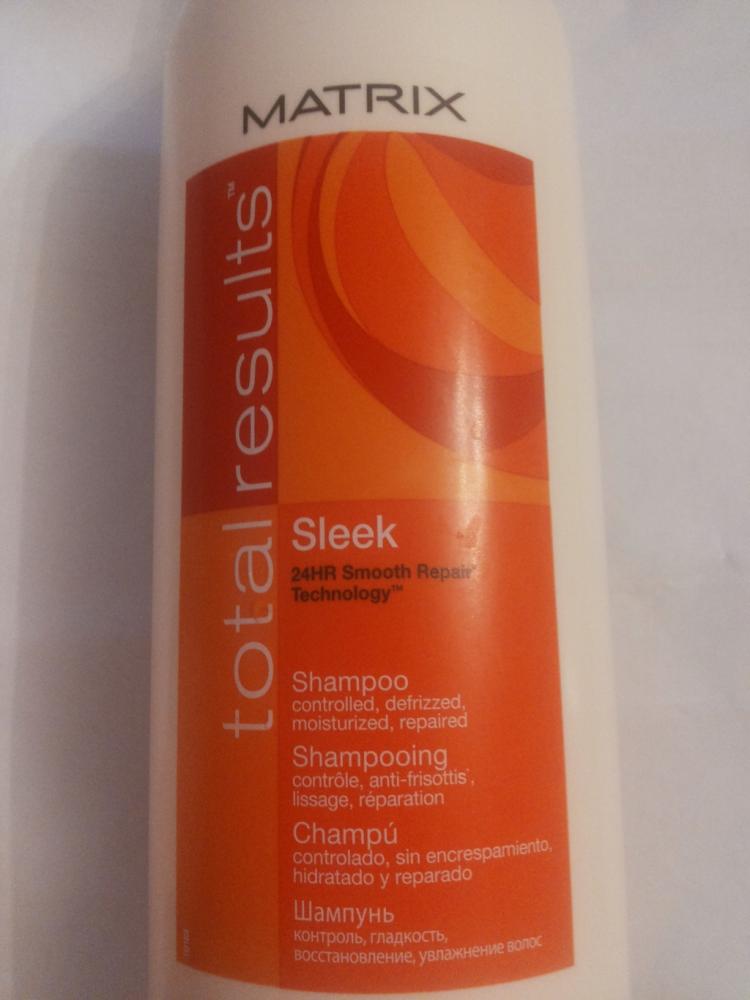 MATRIX
total results™
Sleek
24HR Smooth Repair
Technology™
Shampoo
controlled, defrizzed,
moisturized, repaired
Shampooing
contrôle, anti-frisottis,
lissage, réparation
Champú
controlado, sin encrespamiento,
hidratado y reparado
Шампунь
контроль, гладкость,
восстановление, увлажнение волос